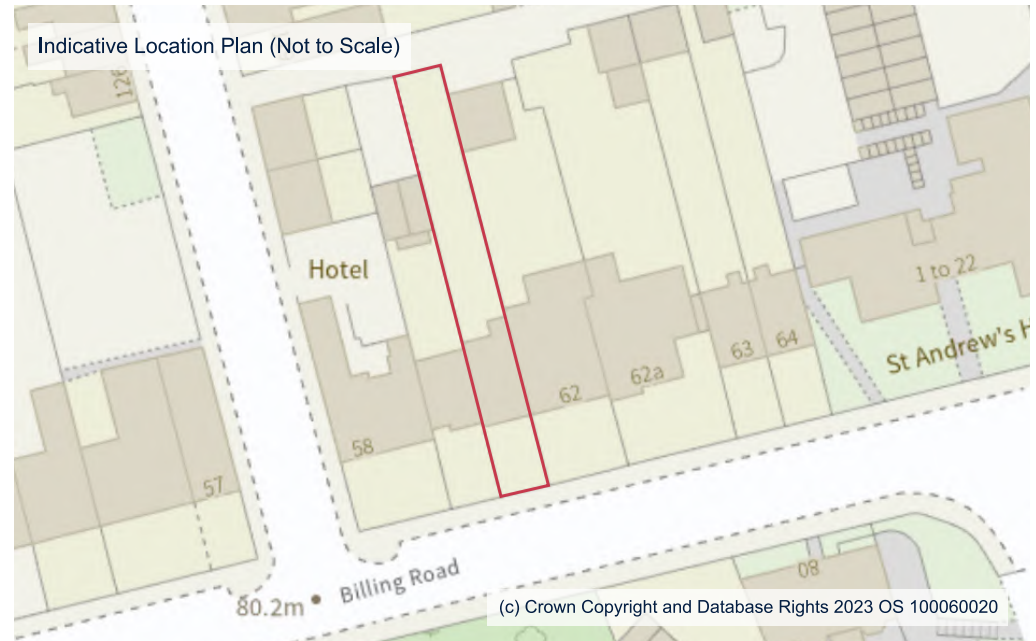 Indicative Location Plan (Not to Scale)
126
Hotel
1 to 22
St Andrew's H
64
63
62a
62
58
57
Billing Road
80.2m
80
(c) Crown Copyright and Database Rights 2023 OS 100060020